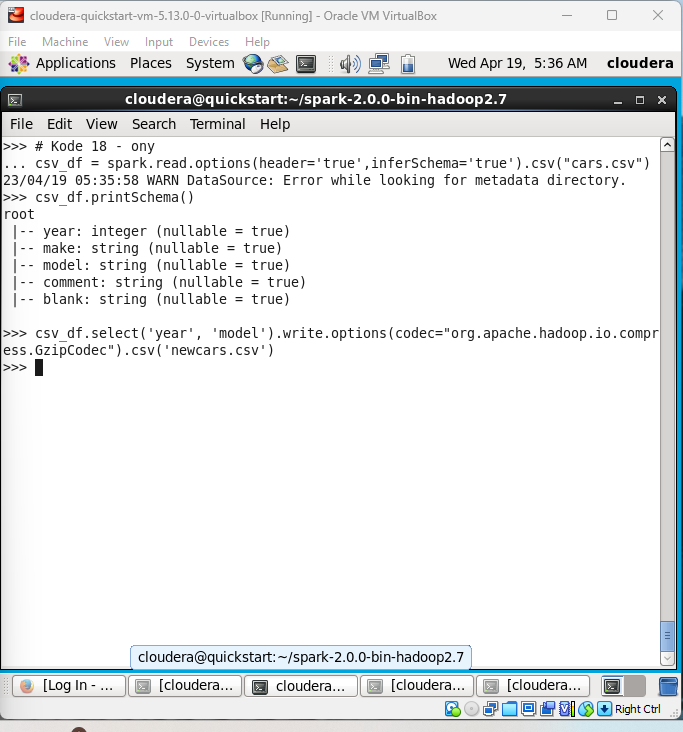 cloudera-quickstart-vm-5.13.0-0-virtualbox [Running] - Oracle VM VirtualBox
File Machine View Input Devices Help
Applications Places System Wed Apr 19, 5:36 AM cloudera
cloudera@quickstart:~/spark-2.0.0-bin-hadoop2.7
File Edit View Search Terminal Help
>>> # Kode 18 - ony
... csv_df = spark.read.options(header='true',inferSchema='true').csv("cars.csv")
23/04/19 05:35:58 WARN DataSource: Error while looking for metadata directory.
>>> csv_df.printSchema()
root
 |-- year: integer (nullable = true)
 |-- make: string (nullable = true)
 |-- model: string (nullable = true)
 |-- comment: string (nullable = true)
 |-- blank: string (nullable = true)
>>> csv_df.select('year', 'model').write.options(codec="org.apache.hadoop.io.compr
ess.GzipCodec").csv('newcars.csv')
>>>
cloudera@quickstart:~/spark-2.0.0-bin-hadoop2.7
[Log In - ... [cloudera... cloudera... [cloudera... [cloudera...
Right Ctrl